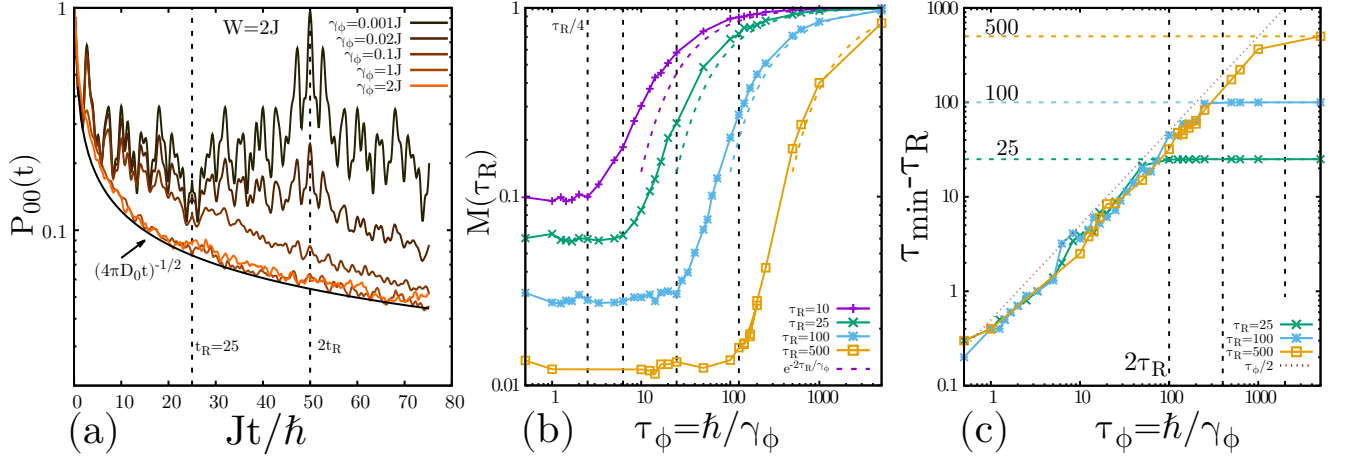 P₀₀(t)
1
0.1
W=2J
γ_ϕ=0.001J
γ_ϕ=0.02J
γ_ϕ=0.1J
γ_ϕ=1J
γ_ϕ=2J
(4πD₀t)⁻¹/²
t_R=25
2t_R
0 10 20 30 40 50 60 70 80
(a)
Jt/ħ
M(τ_R)
1
0.1
0.01
τ_R/4
τ_R=10
τ_R=25
τ_R=100
τ_R=500
e^-2τ_R/γ_ϕ
1 10 100 1000
(b)
τ_ϕ=ħ/γ_ϕ
τ_min-τ_R
1000
100
10
1
0.1
500
100
25
2τ_R
τ_R=25
τ_R=100
τ_R=500
τ_ϕ/2
1 10 100 1000
(c)
τ_ϕ=ħ/γ_ϕ